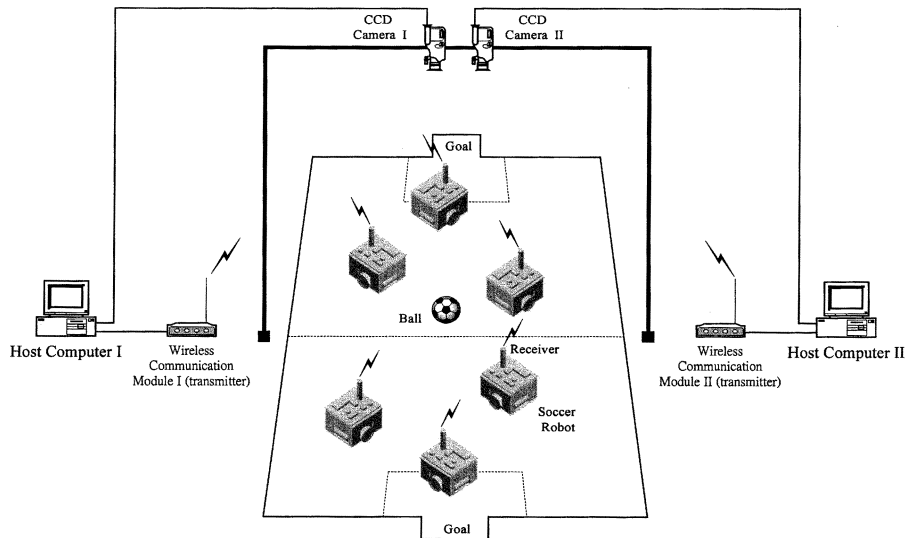 CCD
Camera I
CCD
Camera II
Goal
Ball
Receiver
Host Computer I
Wireless
Communication
Module I (transmitter)
Wireless
Communication
Module II (transmitter)
Host Computer II
Soccer
Robot
Goal